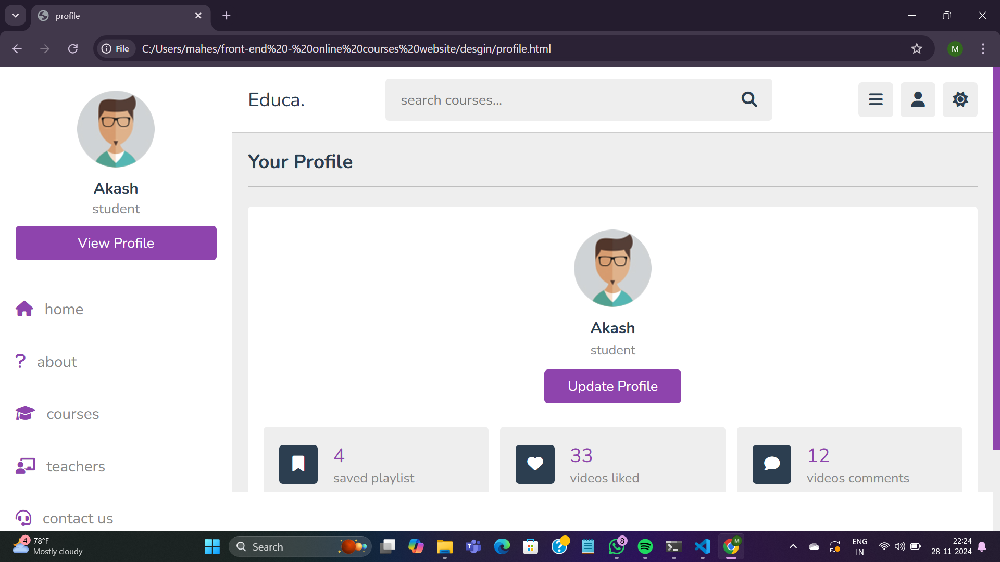 profile
File
C:/Users/mahes/front-end%20-%20online%20courses%20website/desgin/profile.html
M
Akash
student
View Profile
home
about
courses
teachers
contact us
Educa.
search courses...
Your Profile
Akash
student
Update Profile
4
saved playlist
33
videos liked
12
videos comments
4
78°F
Mostly cloudy
Search
8
M
ENG
IN
22:24
28-11-2024